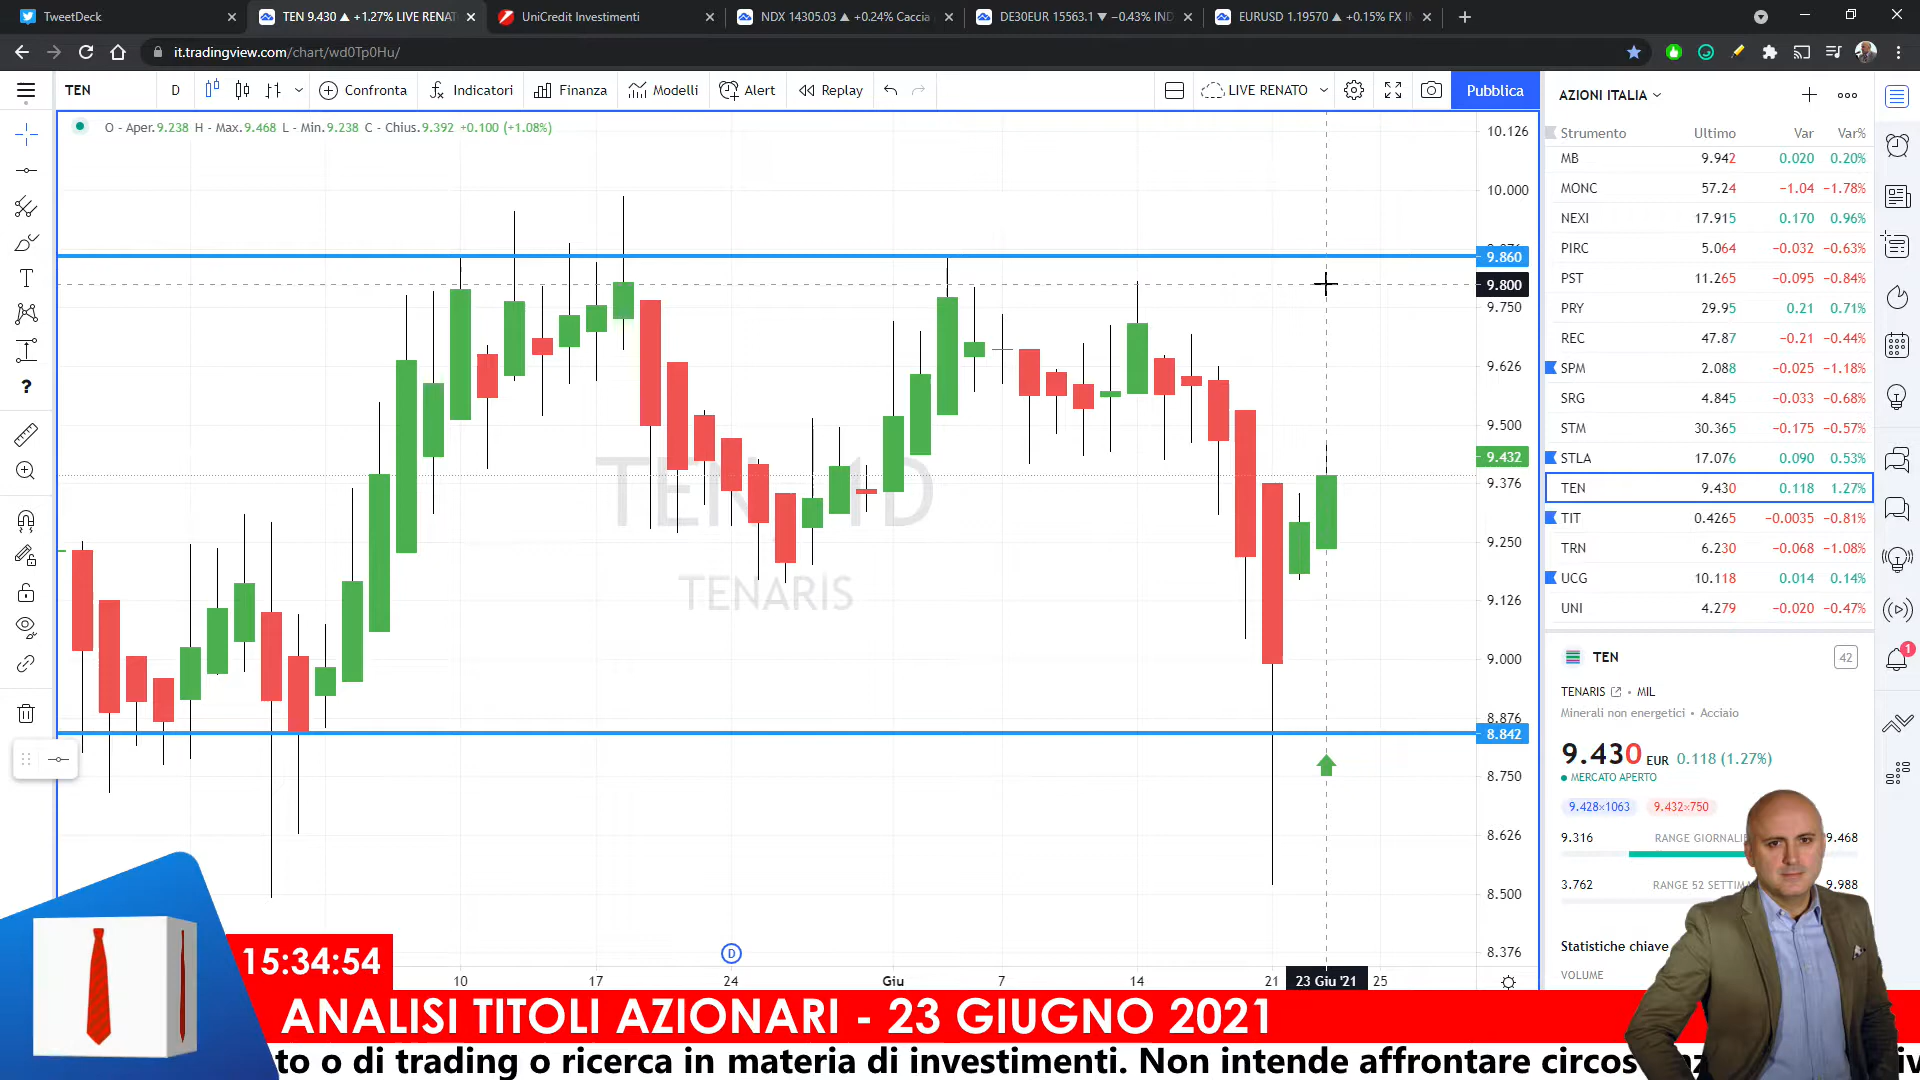 TweetDeck
TEN 9.430 ▲ +1.27% LIVE RENAT
UniCredit Investimenti
NDX 14305.03 ▲ +0.24% Caccia
DE30EUR 15563.1 ▼ −0.43% IND
EURUSD 1.19570 ▲ +0.15% FX I
it.tradingview.com/chart/wd0Tp0Hu/
TEN
D
Confronta
Indicatori
Finanza
Modelli
Alert
Replay
LIVE RENATO
Pubblica
O - Aper.9.238 H - Max.9.468 L - Min.9.238 C - Chius.9.392 +0.100 (+1.08%)
10.126
10.000
9.860
9.800
9.750
9.626
9.500
9.432
9.376
9.250
9.126
9.000
8.876
8.842
8.750
8.626
8.500
8.376
TEN, 1D
TENARIS
D
10
17
24
Giu
7
14
21
23 Giu '21
25
AZIONI ITALIA
Strumento Ultimo Var Var%
MB 9.942 0.020 0.20%
MONC 57.24 −1.04 −1.78%
NEXI 17.915 0.170 0.96%
PIRC 5.064 −0.032 −0.63%
PST 11.265 −0.095 −0.84%
PRY 29.95 0.21 0.71%
REC 47.87 −0.21 −0.44%
SPM 2.088 −0.025 −1.18%
SRG 4.845 −0.033 −0.68%
STM 30.365 −0.175 −0.57%
STLA 17.076 0.090 0.53%
TEN 9.430 0.118 1.27%
TIT 0.4265 −0.0035 −0.81%
TRN 6.230 −0.068 −1.08%
UCG 10.118 0.014 0.14%
UNI 4.279 −0.020 −0.47%
TEN
42
TENARIS • MIL
Minerali non energetici • Acciaio
9.430 EUR 0.118 (1.27%)
MERCATO APERTO
9.428×1063 9.432×750
9.316 RANGE GIORNALIE 9.468
3.762 RANGE 52 SETTIMA 9.988
Statistiche chiave
VOLUME
1
15:34:54
ANALISI TITOLI AZIONARI - 23 GIUGNO 2021
to o di trading o ricerca in materia di investimenti. Non intende affrontare circos